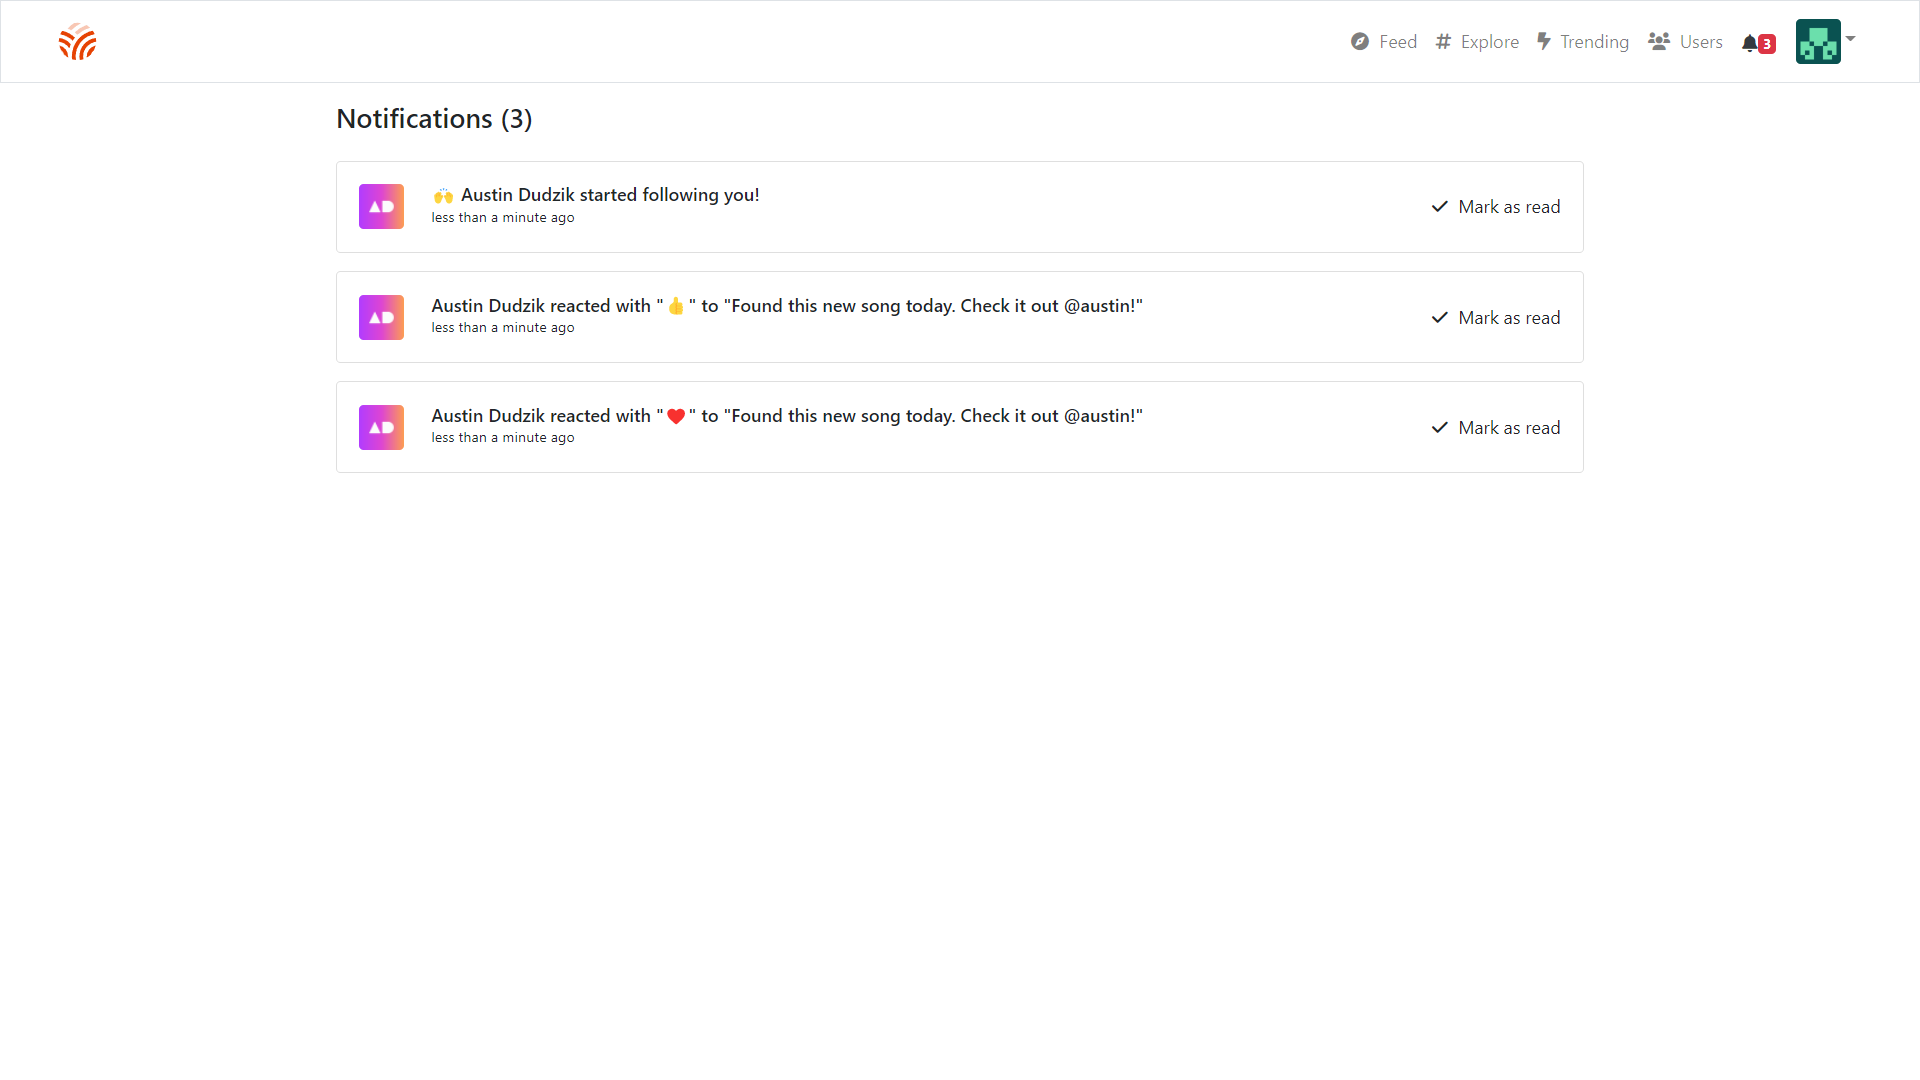 Feed Explore Trending Users 3
Notifications (3)
🙌 Austin Dudzik started following you!
less than a minute ago
Mark as read
Austin Dudzik reacted with "👍" to "Found this new song today. Check it out @austin!"
less than a minute ago
Mark as read
Austin Dudzik reacted with "❤️" to "Found this new song today. Check it out @austin!"
less than a minute ago
Mark as read